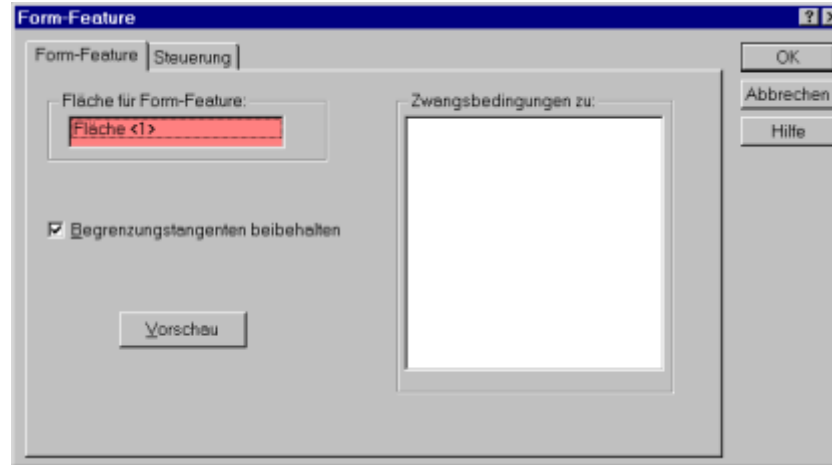 Form-Feature
Form-Feature Steuerung
OK
Abbrechen
Hilfe
Fläche für Form-Feature:
Fläche <1>
Zwangsbedingungen zu:
Begrenzungstangenten beibehalten
Vorschau